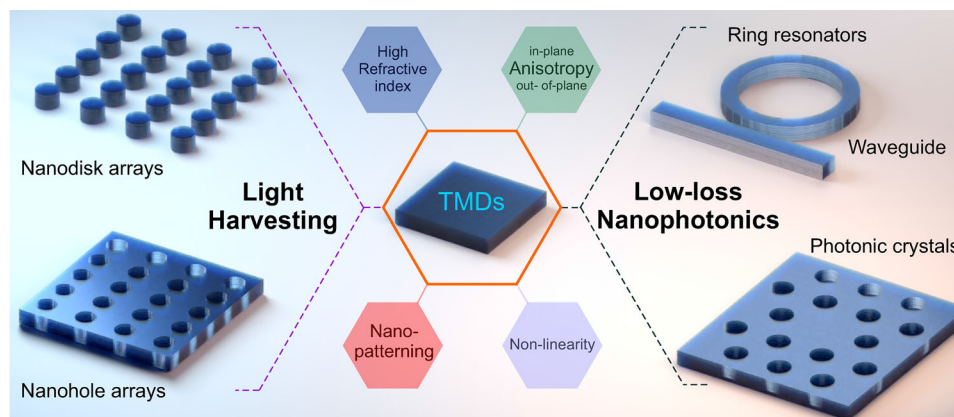 Nanodisk arrays
Light
Harvesting
Nanohole arrays
High
Refractive
index
in-plane
Anisotropy
out- of-plane
TMDs
Nano-
patterning
Non-linearity
Low-loss
Nanophotonics
Ring resonators
Waveguide
Photonic crystals